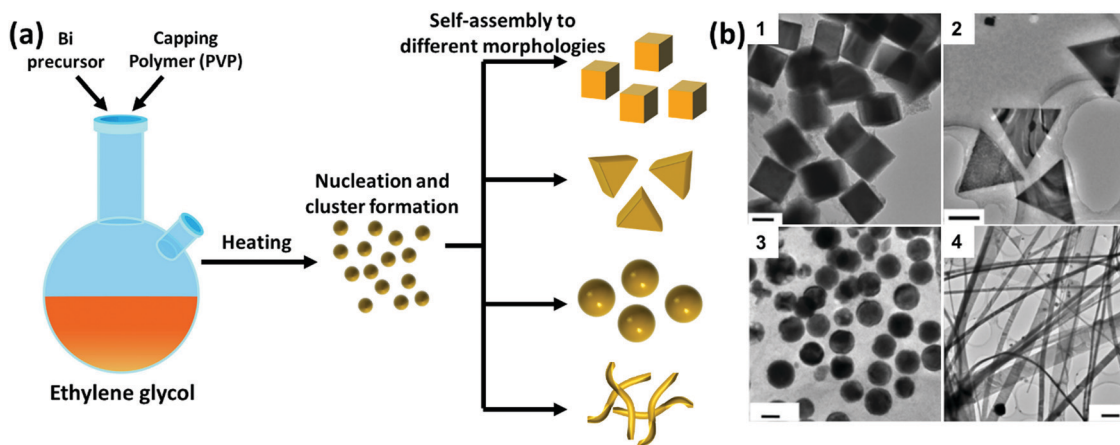 (a)
Bi
precursor
Capping
Polymer (PVP)
Ethylene glycol
Heating
Nucleation and
cluster formation
Self-assembly to
different morphologies
(b)
1
2
3
4